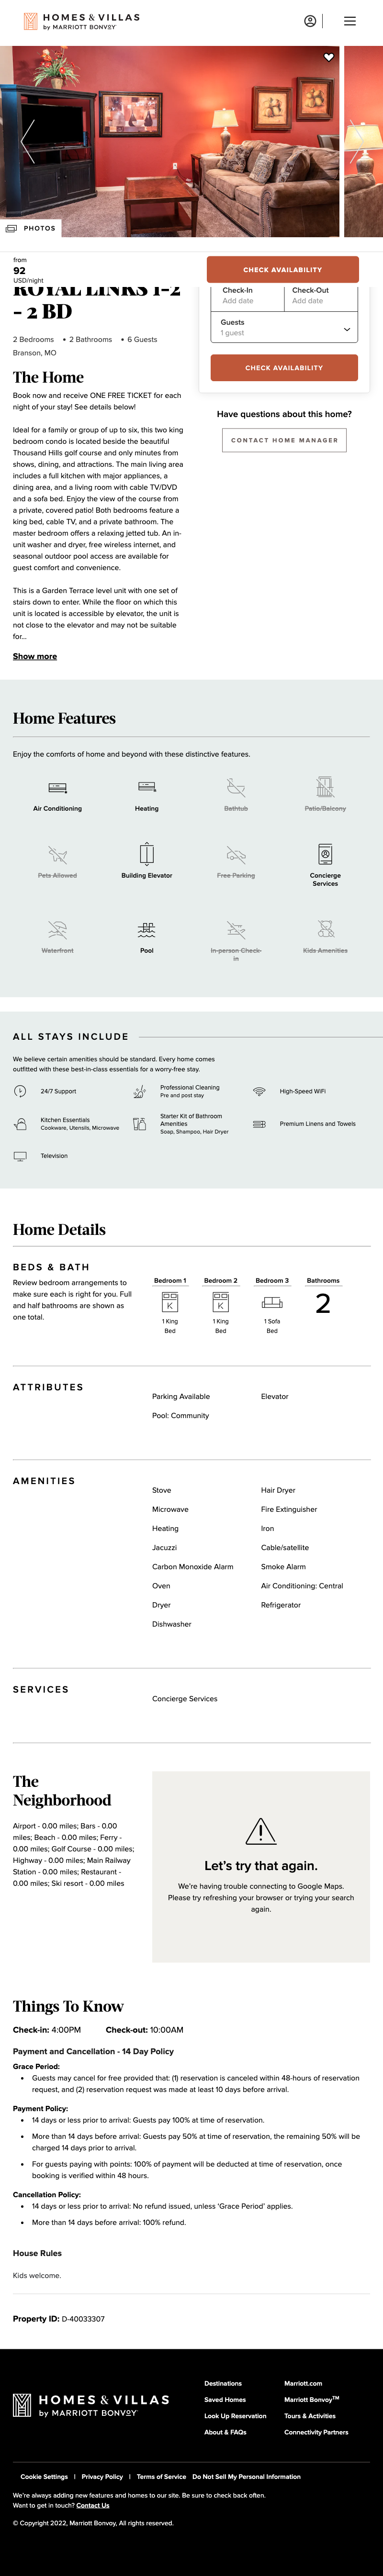 HOMES & VILLAS
by MARRIOTT BONVOY
PHOTOS
from
92
USD/night
CHECK AVAILABILITY
ROYAL LINKS 1-2
- 2 BD
2 Bedrooms • 2 Bathrooms • 6 Guests
Branson, MO
Check-In
Add date
Check-Out
Add date
Guests
1 guest
CHECK AVAILABILITY
Have questions about this home?
CONTACT HOME MANAGER
The Home
Book now and receive ONE FREE TICKET for each
night of your stay! See details below!
Ideal for a family or group of up to six, this two king
bedroom condo is located beside the beautiful
Thousand Hills golf course and only minutes from
shows, dining, and attractions. The main living area
includes a full kitchen with major appliances, a
dining area, and a living room with cable TV/DVD
and a sofa bed. Enjoy the view of the course from
a private, covered patio! Both bedrooms feature a
king bed, cable TV, and a private bathroom. The
master bedroom offers a relaxing jetted tub. An in-
unit washer and dryer, free wireless internet, and
seasonal outdoor pool access are available for
guest comfort and convenience.
This is a Garden Terrace level unit with one set of
stairs down to enter. While the floor on which this
unit is located is accessible by elevator, the unit is
not close to the elevator and may not be suitable
for...
Show more
Home Features
Enjoy the comforts of home and beyond with these distinctive features.
Air Conditioning
Heating
Bathtub
Patio/Balcony
Pets Allowed
Building Elevator
Free Parking
Concierge
Services
Waterfront
Pool
In-person Check-
in
Kids Amenities
ALL STAYS INCLUDE
We believe certain amenities should be standard. Every home comes
outfitted with these best-in-class essentials for a worry-free stay.
24/7 Support
Professional Cleaning
Pre and post stay
High-Speed WiFi
Kitchen Essentials
Cookware, Utensils, Microwave
Starter Kit of Bathroom
Amenities
Soap, Shampoo, Hair Dryer
Premium Linens and Towels
Television
Home Details
BEDS & BATH
Review bedroom arrangements to
make sure each is right for you. Full
and half bathrooms are shown as
one total.
Bedroom 1
K
1 King
Bed
Bedroom 2
K
1 King
Bed
Bedroom 3
1 Sofa
Bed
Bathrooms
2
ATTRIBUTES
Parking Available
Elevator
Pool: Community
AMENITIES
Stove
Hair Dryer
Microwave
Fire Extinguisher
Heating
Iron
Jacuzzi
Cable/satellite
Carbon Monoxide Alarm
Smoke Alarm
Oven
Air Conditioning: Central
Dryer
Refrigerator
Dishwasher
SERVICES
Concierge Services
The
Neighborhood
Airport - 0.00 miles; Bars - 0.00
miles; Beach - 0.00 miles; Ferry -
0.00 miles; Golf Course - 0.00 miles;
Highway - 0.00 miles; Main Railway
Station - 0.00 miles; Restaurant -
0.00 miles; Ski resort - 0.00 miles
Let's try that again.
We're having trouble connecting to Google Maps.
Please try refreshing your browser or trying your search
again.
Things To Know
Check-in: 4:00PM Check-out: 10:00AM
Payment and Cancellation - 14 Day Policy
Grace Period:
• Guests may cancel for free provided that: (1) reservation is canceled within 48-hours of reservation
request, and (2) reservation request was made at least 10 days before arrival.
Payment Policy:
• 14 days or less prior to arrival: Guests pay 100% at time of reservation.
• More than 14 days before arrival: Guests pay 50% at time of reservation, the remaining 50% will be
charged 14 days prior to arrival.
• For guests paying with points: 100% of payment will be deducted at time of reservation, once
booking is verified within 48 hours.
Cancellation Policy:
• 14 days or less prior to arrival: No refund issued, unless 'Grace Period' applies.
• More than 14 days before arrival: 100% refund.
House Rules
Kids welcome.
Property ID: D-40033307
HOMES & VILLAS
by MARRIOTT BONVOY
Destinations
Saved Homes
Look Up Reservation
About & FAQs
Marriott.com
Marriott Bonvoy™
Tours & Activities
Connectivity Partners
Cookie Settings | Privacy Policy | Terms of Service Do Not Sell My Personal Information
We're always adding new features and homes to our site. Be sure to check back often.
Want to get in touch? Contact Us
© Copyright 2022, Marriott Bonvoy, All rights reserved.